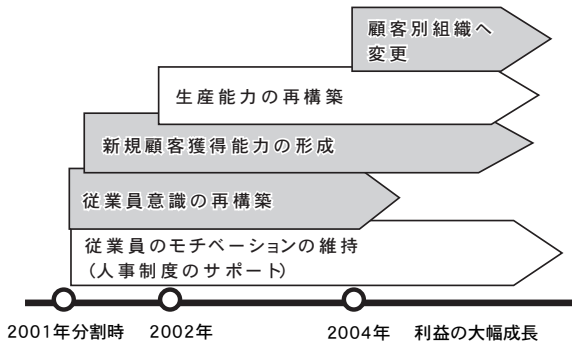 顧客別組織へ
変更
生産能力の再構築
新規顧客獲得能力の形成
従業員意識の再構築
従業員のモチベーションの維持
(人事制度のサポート)
2001年分割時 2002年 2004年 利益の大幅成長